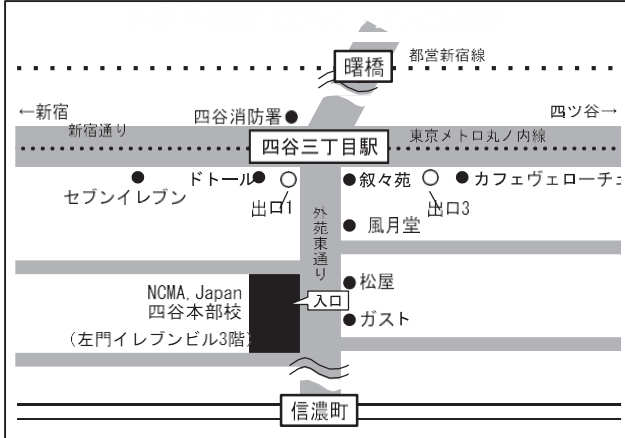 都営新宿線
曙橋
←新宿
四ツ谷→
四谷消防署
新宿通り
四谷三丁目駅
東京メトロ丸ノ内線
ドトール
叙々苑
カフェヴェローチェ
セブンイレブン
出口1
出口3
外苑東通り
風月堂
松屋
NCMA, Japan
四谷本部校
入口
(左門イレブンビル3階)
ガスト
信濃町